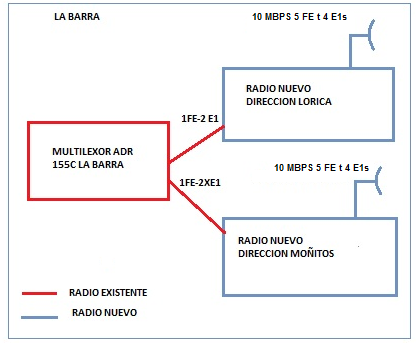 LA BARRA
10 MBPS 5 FE t 4 E1s
RADIO NUEVO
DIRECCION LORICA
1FE-2 E1
MULTILEXOR ADR
155C LA BARRA
10 MBPS 5 FE t 4 E1s
1FE-2XE1
RADIO NUEVO
DIRECCION MOÑITOS
RADIO EXISTENTE
RADIO NUEVO